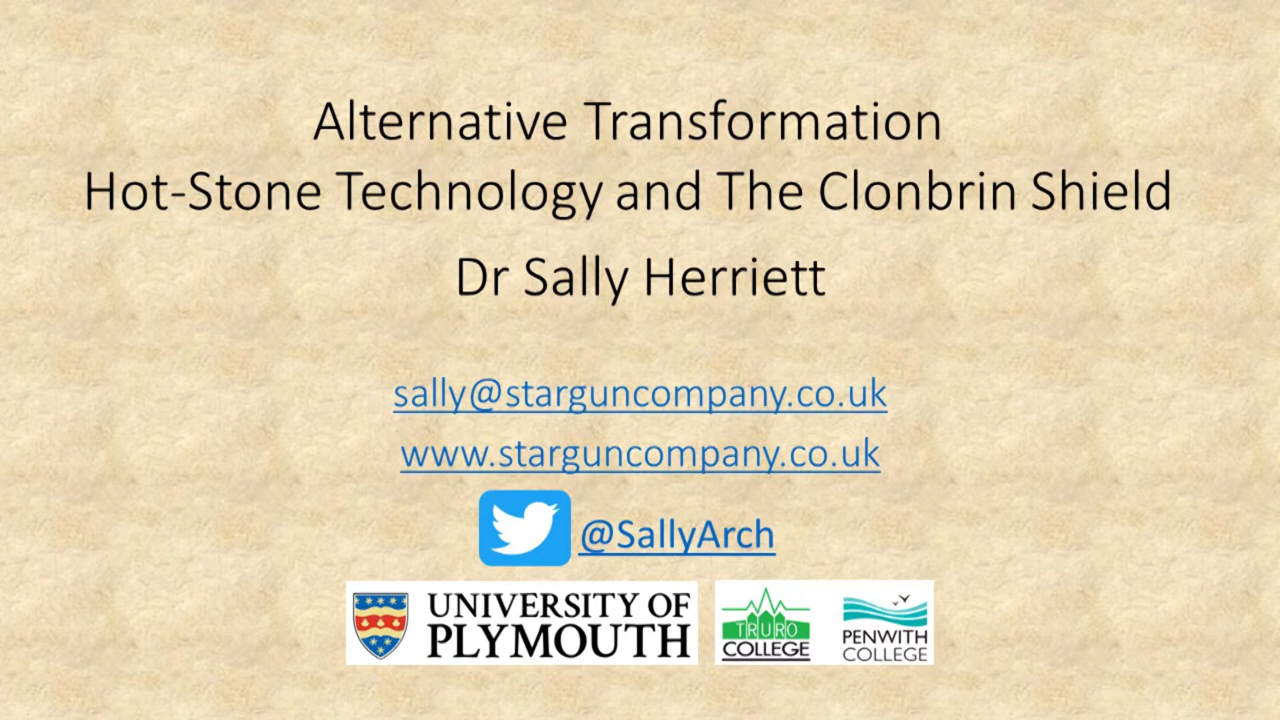 Alternative Transformation
Hot-Stone Technology and The Clonbrin Shield
Dr Sally Herriett
sally@starguncompany.co.uk
www.starguncompany.co.uk
@SallyArch
UNIVERSITY OF
PLYMOUTH
TRURO
COLLEGE
PENWITH
COLLEGE